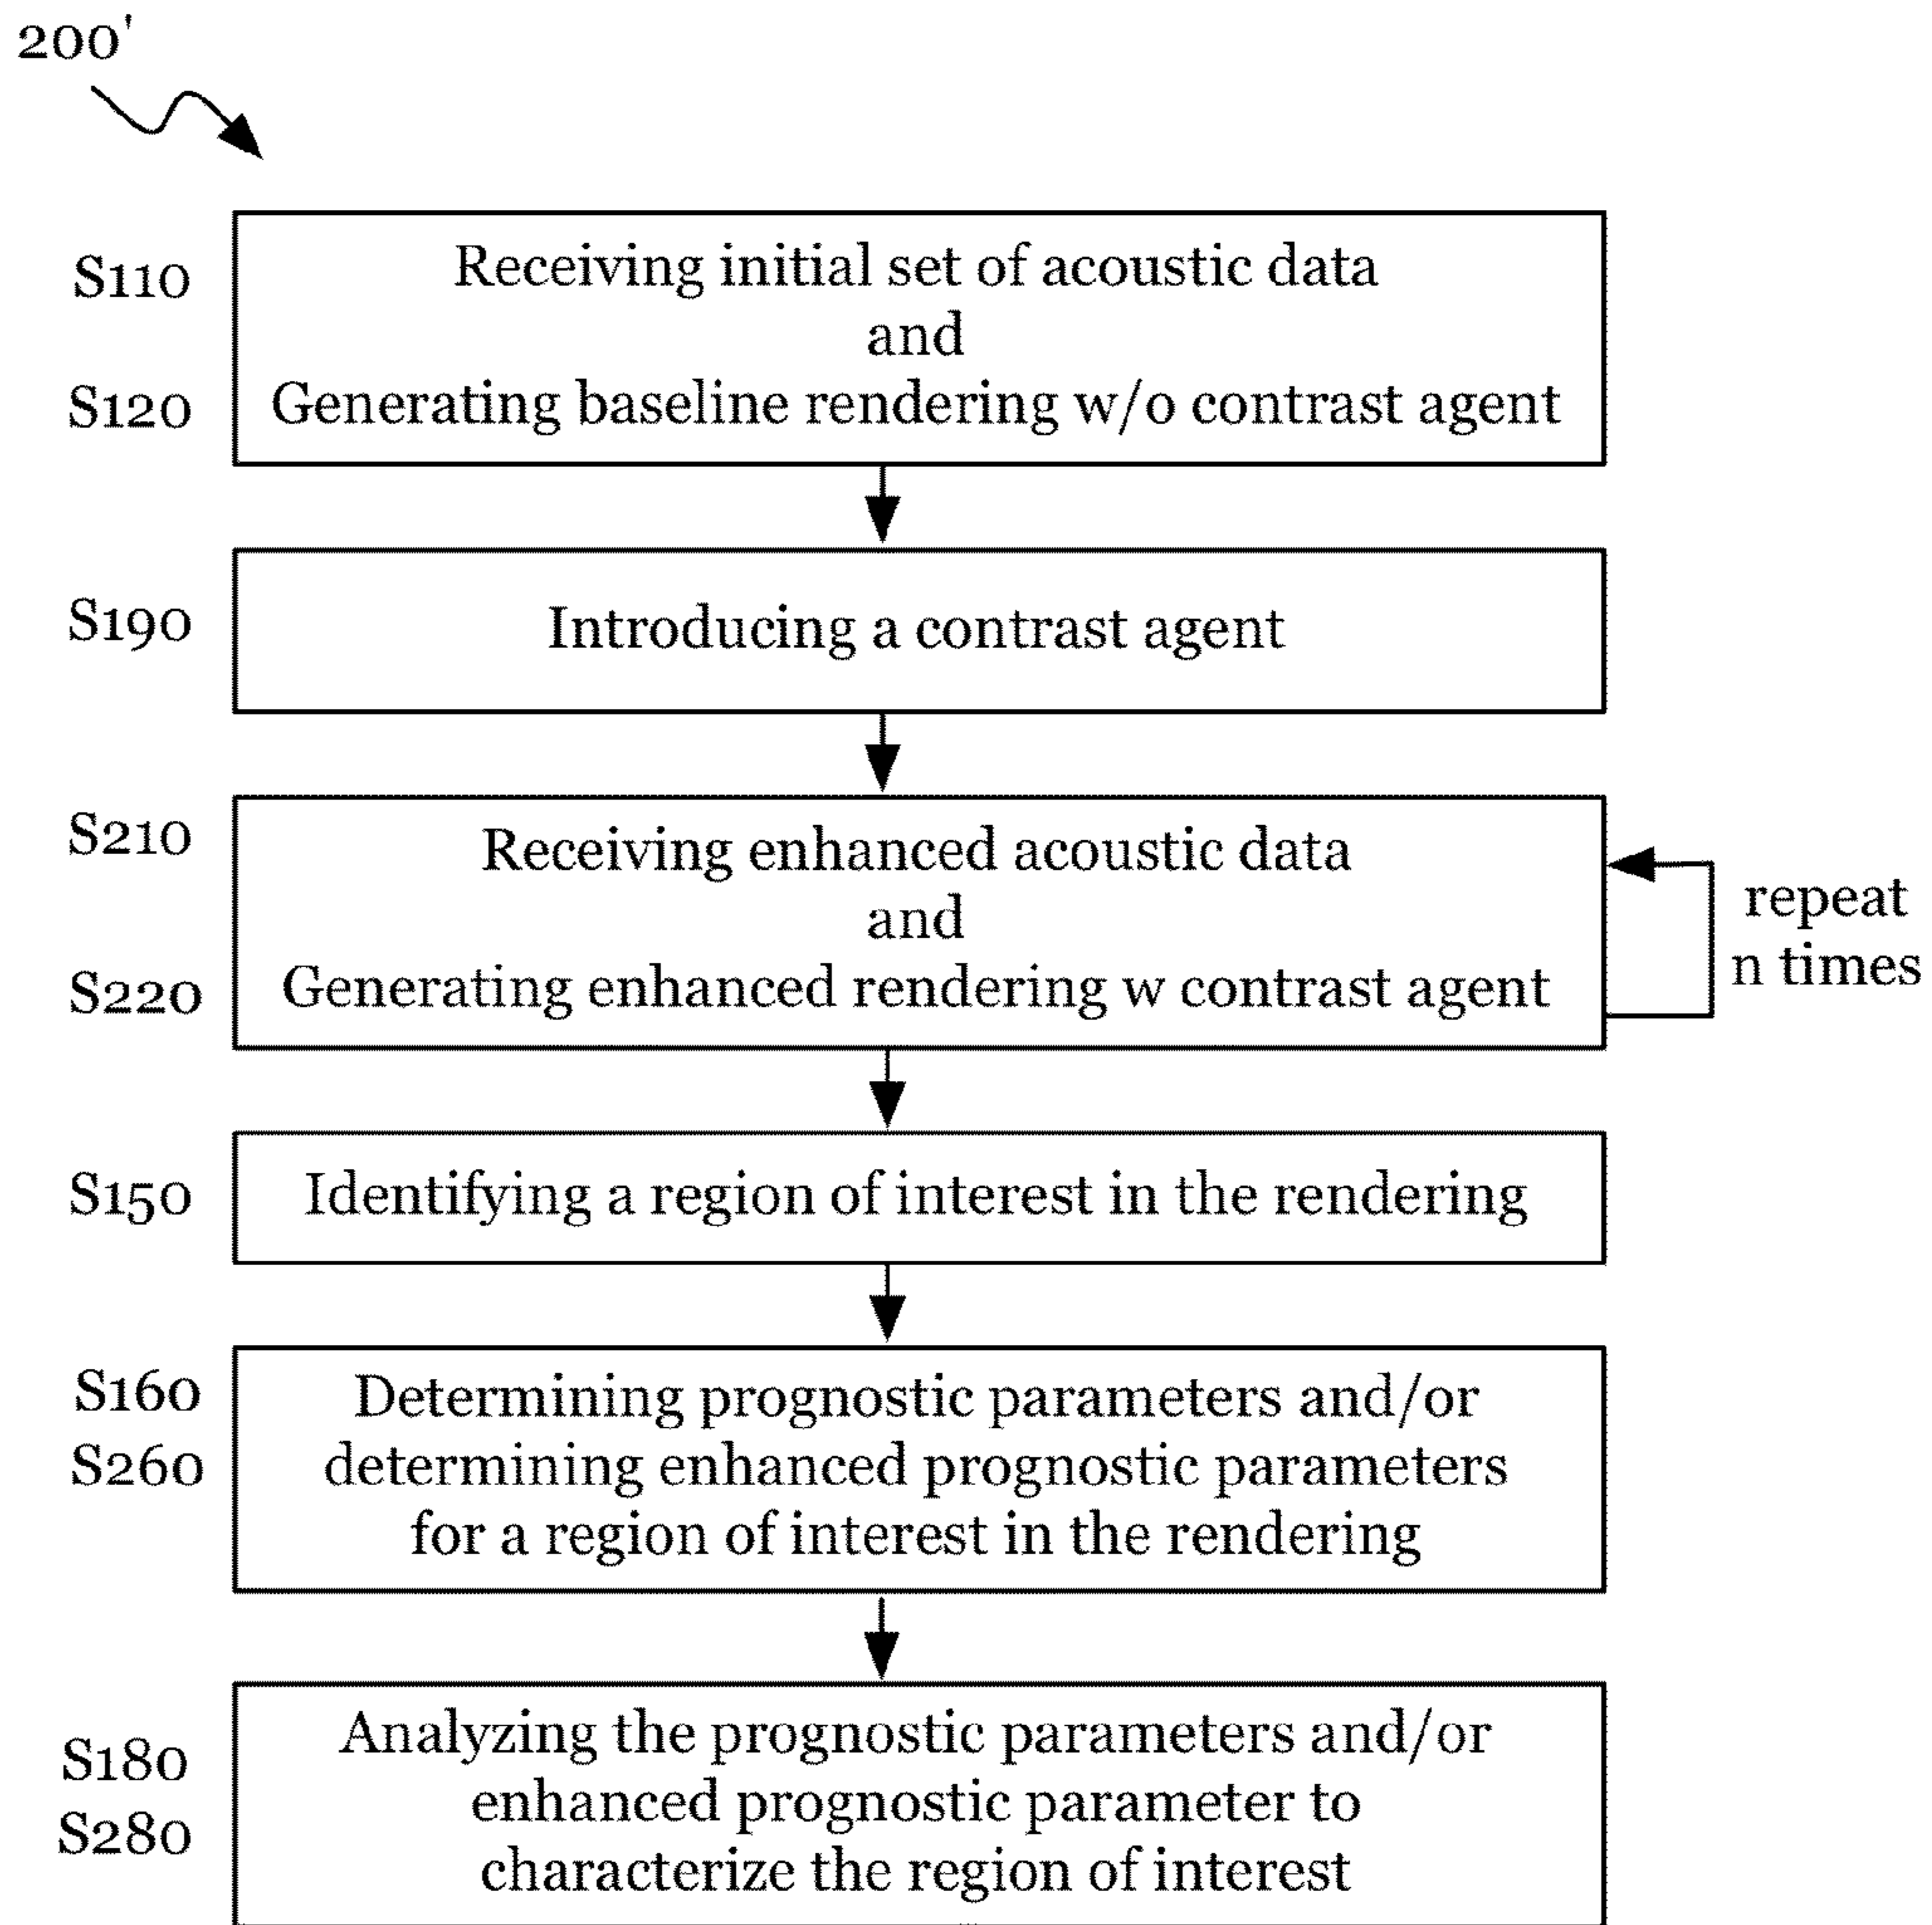 200'
S110
Receiving initial set of acoustic data
and
S120
Generating baseline rendering w/o contrast agent
S190
Introducing a contrast agent
S210
Receiving enhanced acoustic data
and
S220
Generating enhanced rendering w contrast agent
repeat
n times
S150
Identifying a region of interest in the rendering
S160
S260
Determining prognostic parameters and/or
determining enhanced prognostic parameters
for a region of interest in the rendering
S180
S280
Analyzing the prognostic parameters and/or
enhanced prognostic parameter to
characterize the region of interest